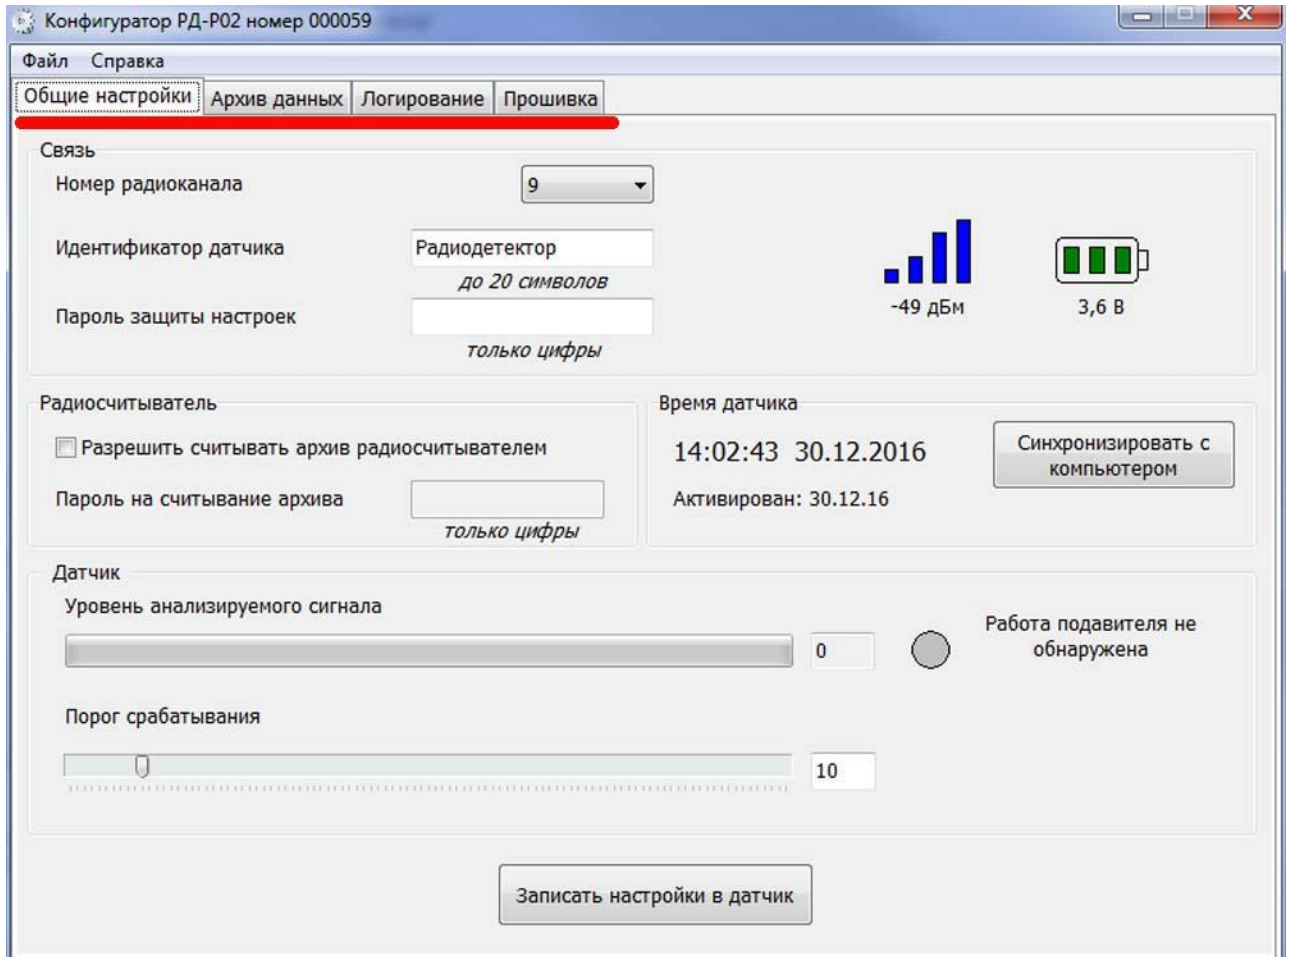 Конфигуратор РД-Р02 номер 000059
Файл Справка
Общие настройки Архив данных Логирование Прошивка
Связь
Номер радиоканала 9
Идентификатор датчика Радиодетектор
до 20 символов
Пароль защиты настроек
только цифры
-49 дБм 3,6 В
Радиосчитыватель
Разрешить считывать архив радиосчитывателем
Пароль на считывание архива
только цифры
Время датчика
14:02:43 30.12.2016
Активирован: 30.12.16
Синхронизировать с
компьютером
Датчик
Уровень анализируемого сигнала
0
Работа подавителя не
обнаружена
Порог срабатывания
10
Записать настройки в датчик